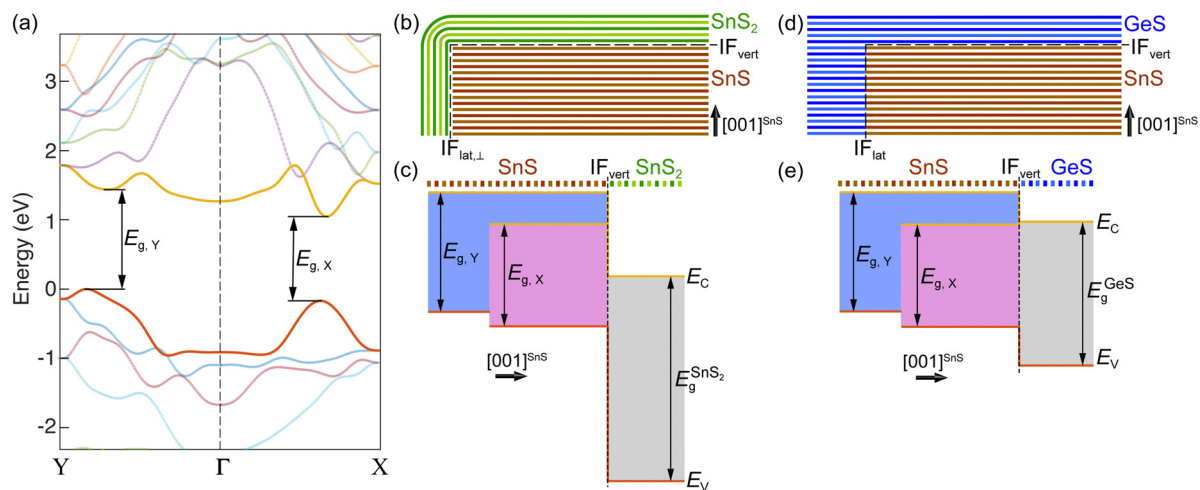 (a)
Energy (eV)
3
2
1
0
-1
-2
E_g, Y
E_g, X
Y
Γ
X
(b)
SnS₂
IF_vert
SnS
[001]^SnS
IF_lat,⊥
(c)
SnS
IF_vert
SnS₂
E_g, Y
E_g, X
E_C
[001]^SnS
E_g^SnS₂
E_V
(d)
GeS
IF_vert
SnS
[001]^SnS
IF_lat
(e)
SnS
IF_vert
GeS
E_g, Y
E_g, X
E_C
E_g^GeS
[001]^SnS
E_V